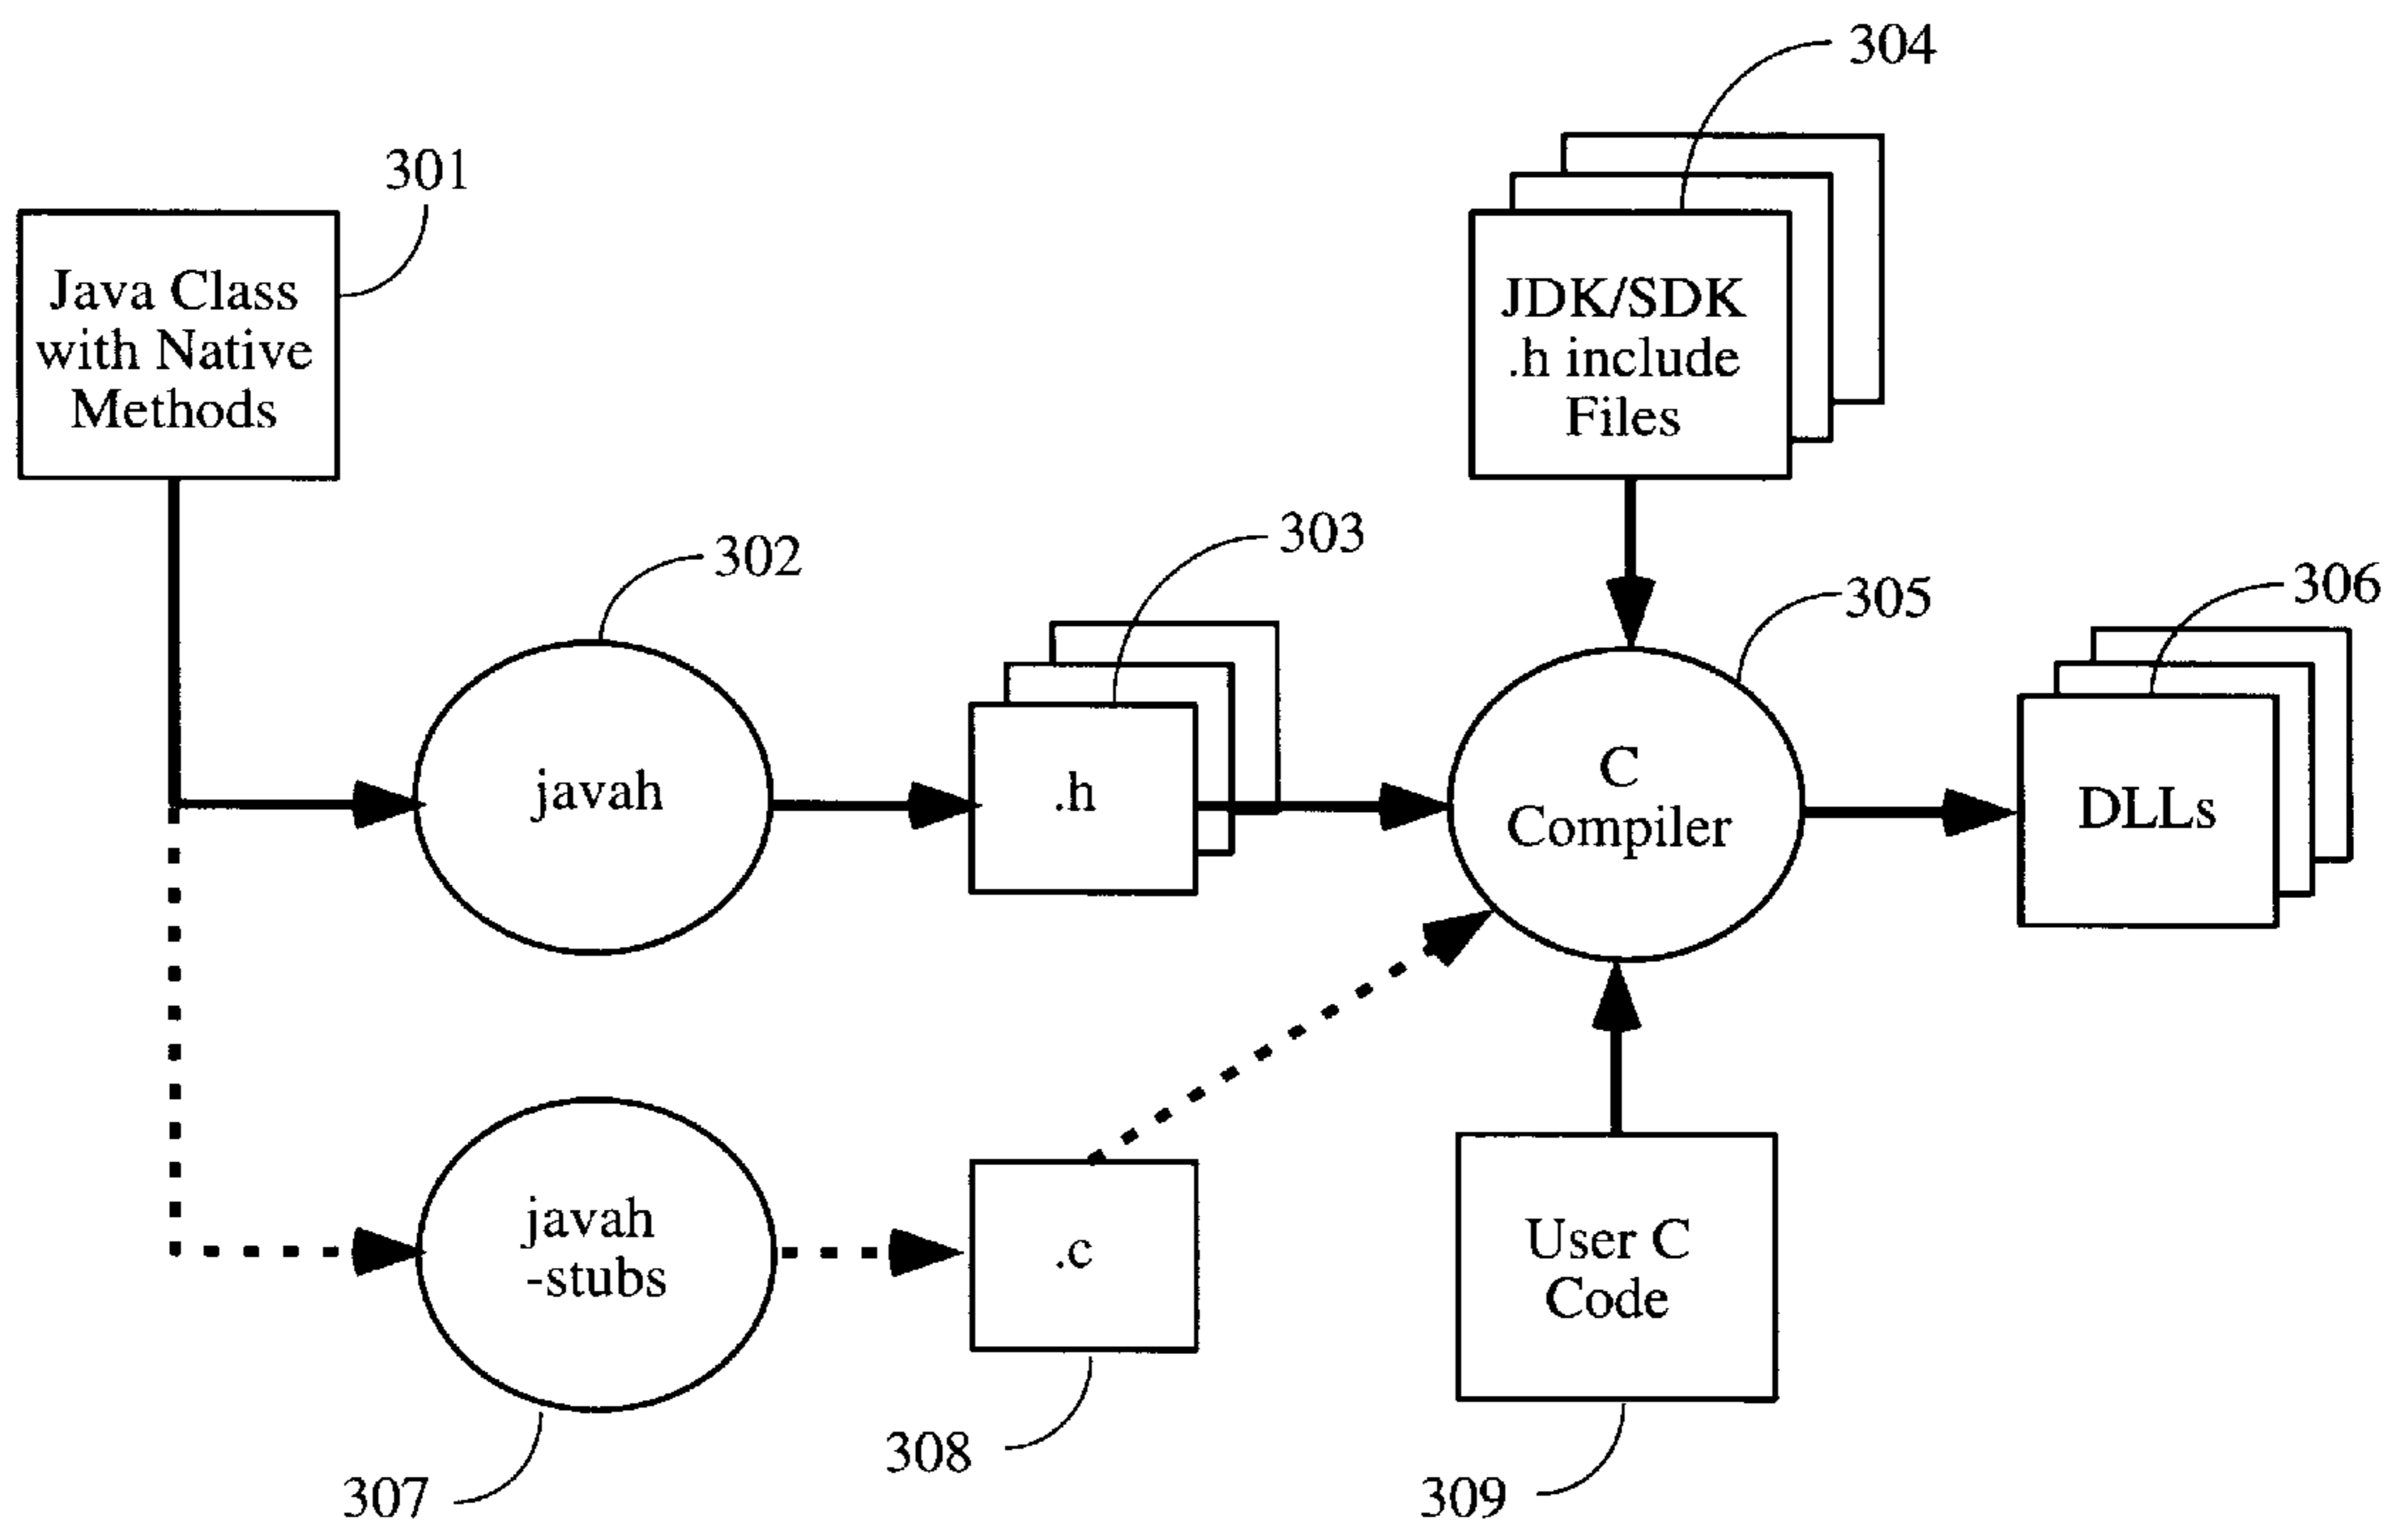 304
301
Java Class
with Native
Methods
JDK/SDK
.h include
Files
302
303
305
306
javah
.h
C
Compiler
DLLs
javah
-stubs
.c
User C
Code
307
308
309